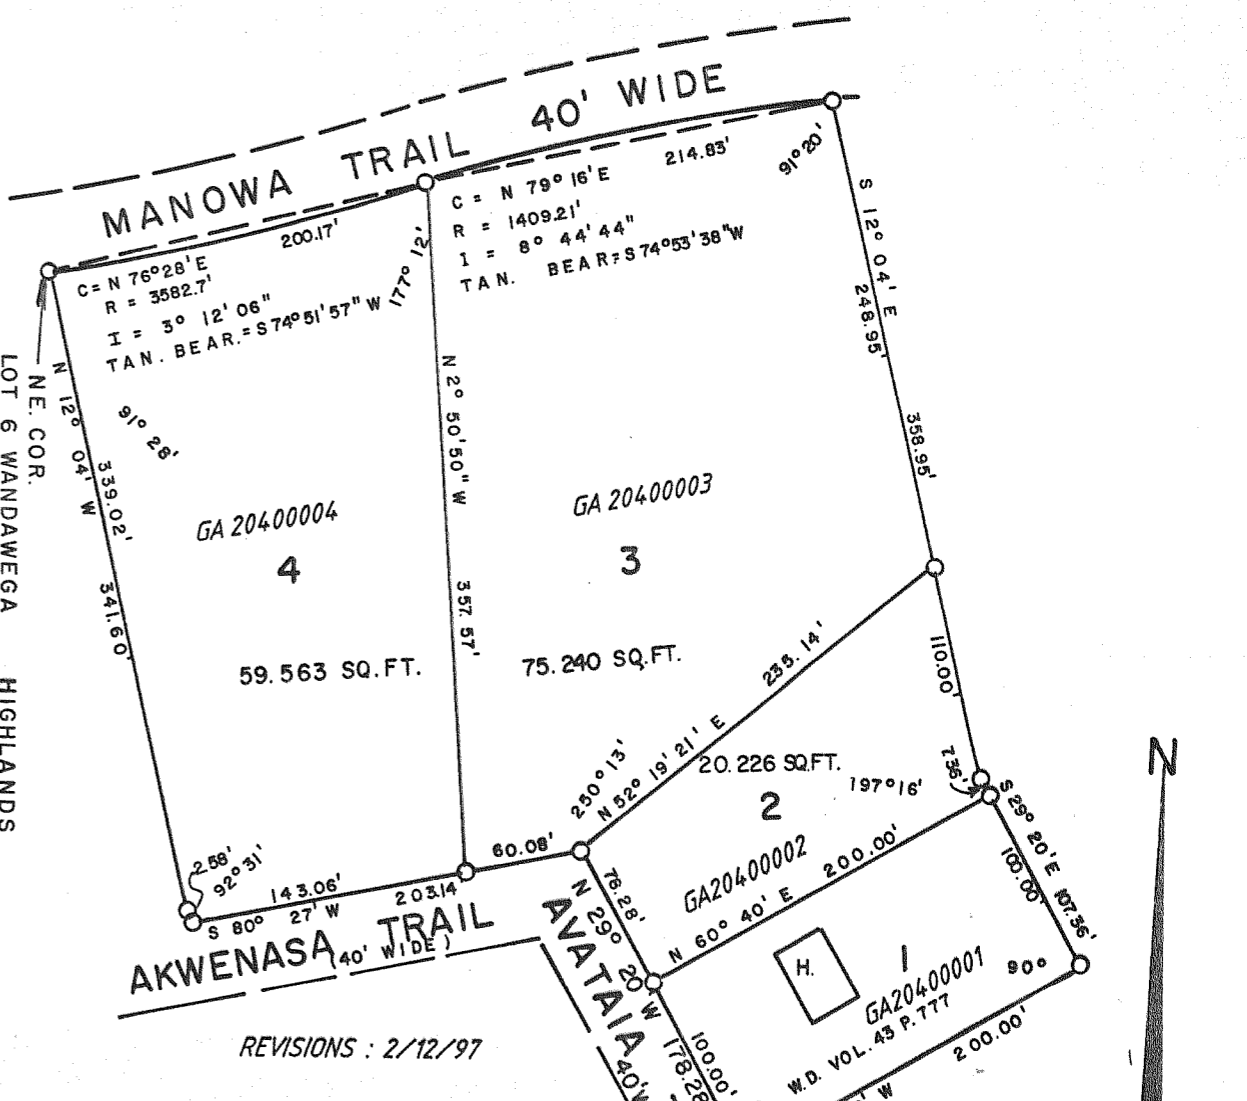 MANOWA TRAIL 40' WIDE
200.17'
214.83'
91° 20'
C = N 79° 16' E
R = 1409.21'
I = 8° 44' 44"
TAN. BEAR = S 74° 53' 38" W
177° 12'
C = N 76° 28' E
R = 3582.7'
I = 3° 12' 06"
TAN. BEAR. = S 74° 51' 57" W
S 12° 04' E
248.95'
358.95'
NE. COR.
LOT 6 WANDAWEGA HIGHLANDS
N 12° 04' W
339.02'
341.60'
91° 28'
N 2° 50' 50" W
357.57'
GA 20400004
4
59.563 SQ.FT.
GA 20400003
3
75.240 SQ.FT.
235.14'
N 52° 19' 21' E
250° 13'
110.00'
7.36'
20.226 SQ.FT.
2
197° 16'
GA20400002
S 29° 20' E 107.36'
100.00'
N 60° 40' E 200.00'
2.58'
92° 31'
143.06'
203.14'
60.08'
S 80° 27' W
AKWENASA TRAIL
(40' WIDE)
78.28'
N 29° 20' W
100.00'
178.28
AVATAIA
40'W
H.
1
GA20400001
90°
W.D. VOL. 43 P. 777
200.00'
W
N
REVISIONS : 2/12/97